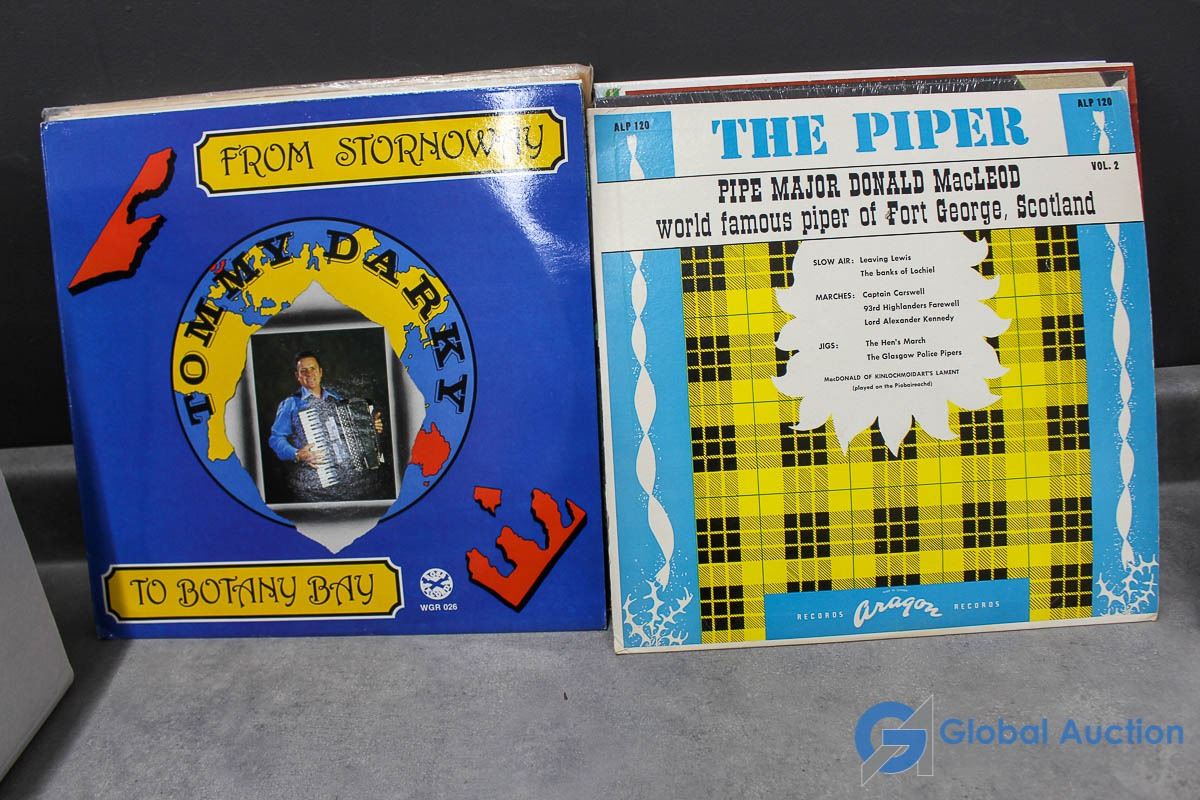 FROM STORNOWAY
TOMMY DARKY
TO BOTANY BAY
WGR 026
ALP 120
THE PIPER
ALP 120
PIPE MAJOR DONALD MacLEOD
VOL. 2
world famous piper of Fort George, Scotland
SLOW AIR: Leaving Lewis
The banks of Lochiel
MARCHES: Captain Carswell
93rd Highlanders Farewell
Lord Alexander Kennedy
JIGS: The Hen's March
The Glasgow Police Pipers
MacDONALD OF KINLOCHMOIDART'S LAMENT
(played on the Piobaireachd)
RECORDS aragon RECORDS
Global Auction